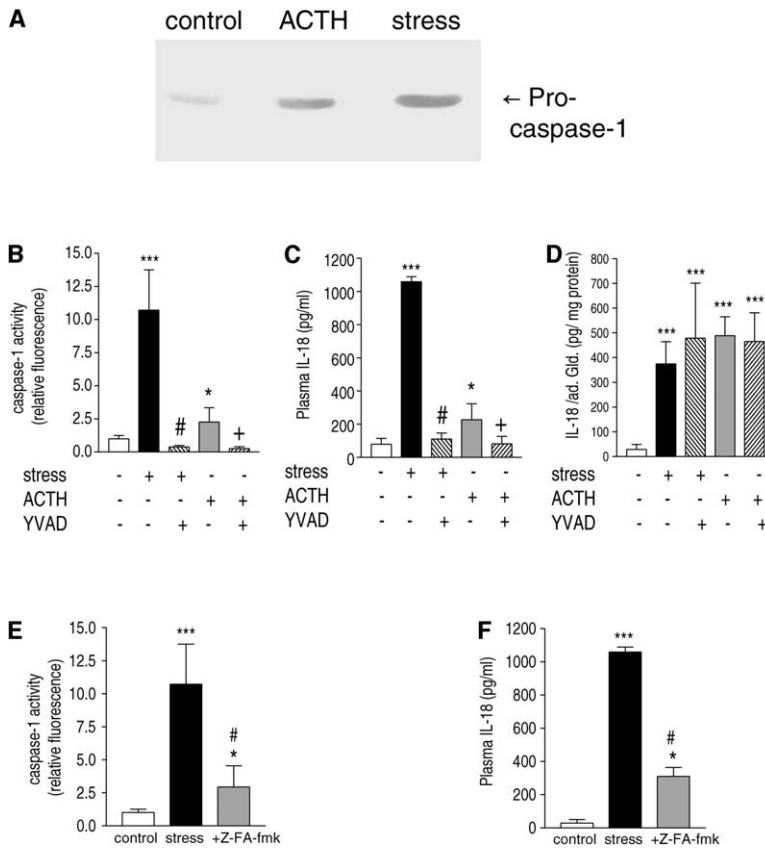 A
control ACTH stress
← Pro-
caspase-1
B
caspase-1 activity
(relative fluorescence)
15.0
12.5
10.0
7.5
5.0
2.5
0.0
***
#
*
+
stress - + + - -
ACTH - - - + +
YVAD - - + - +
C
Plasma IL-18 (pg/ml)
1200
1000
800
600
400
200
0
***
#
*
+
stress - + + - -
ACTH - - - + +
YVAD - - + - +
D
IL-18 /ad. Gld. (pg/ mg protein)
800
700
600
500
400
300
200
100
0
***
***
***
***
stress - + + - -
ACTH - - - + +
YVAD - - + - +
E
caspase-1 activity
(relative fluorescence)
15.0
12.5
10.0
7.5
5.0
2.5
0.0
***
#
*
control stress +Z-FA-fmk
F
Plasma IL-18 (pg/ml)
1200
1000
800
600
400
200
0
***
#
*
control stress +Z-FA-fmk